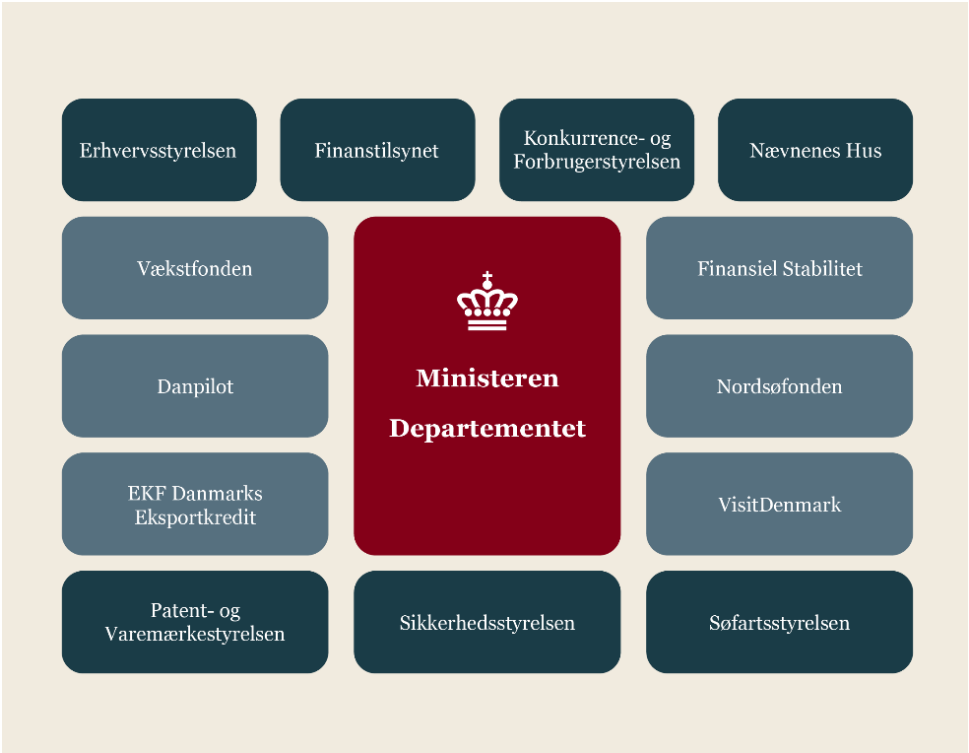 Erhvervsstyrelsen
Finanstilsynet
Konkurrence- og
Forbrugerstyrelsen
Nævnenes Hus
Vækstfonden
Finansiel Stabilitet
Ministeren
Departementet
Danpilot
Nordsøfonden
EKF Danmarks
Eksportkredit
VisitDenmark
Patent- og
Varemærkestyrelsen
Sikkerhedsstyrelsen
Søfartsstyrelsen